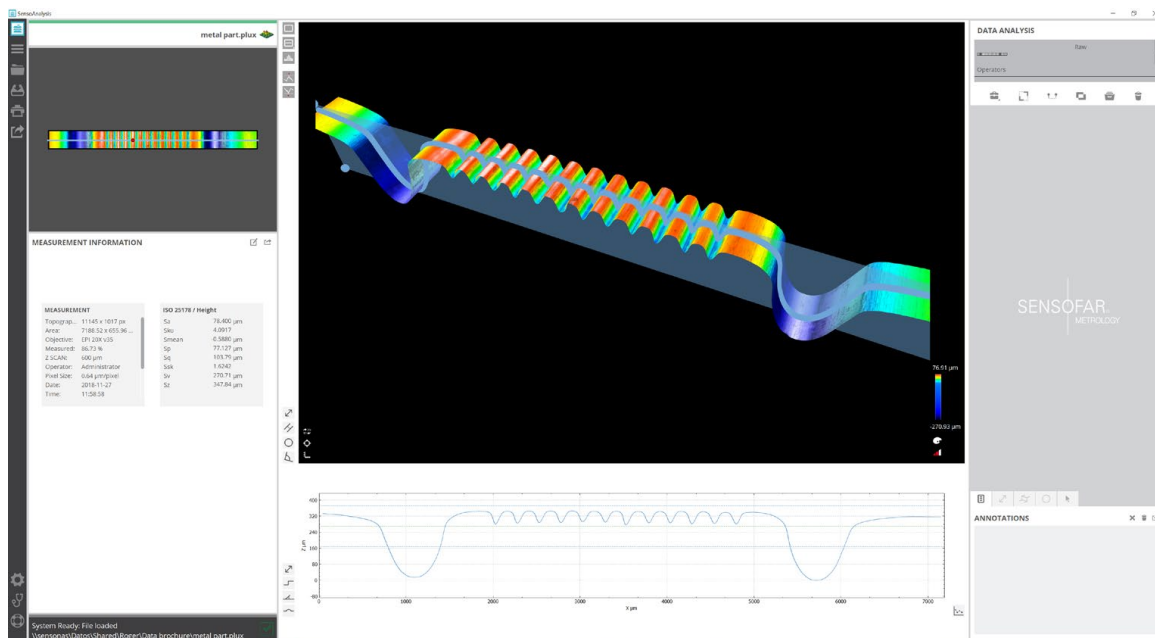 SensoAnalysis
metal part.plux
MEASUREMENT INFORMATION
MEASUREMENT
Topograp... 11145 x 1017 px
Area: 7188.52 x 655.96 ...
Objective: EPI 20X v35
Measured: 86.73 %
Z SCAN: 600 µm
Operator: Administrator
Pixel Size: 0.64 µm/pixel
Date: 2018-11-27
Time: 11:58:38
ISO 25178 / Height
Sa 78.400 µm
Sku 4.0917
Smean -0.5880 µm
Sp 77.127 µm
Sq 103.79 µm
Ssk 1.6247
Sv 270.71 µm
Sz 347.84 µm
System Ready: File loaded
\\sensonas\Datos\Shared\Roger\Data brochure\metal part.plux
76.91 µm
-270.93 µm
Z µm
400
320
240
160
80
0
-80
0 1000 2000 3000 4000 5000 6000 7000
X µm
DATA ANALYSIS
Raw
Operators
SENSOFAR
METROLOGY
ANNOTATIONS